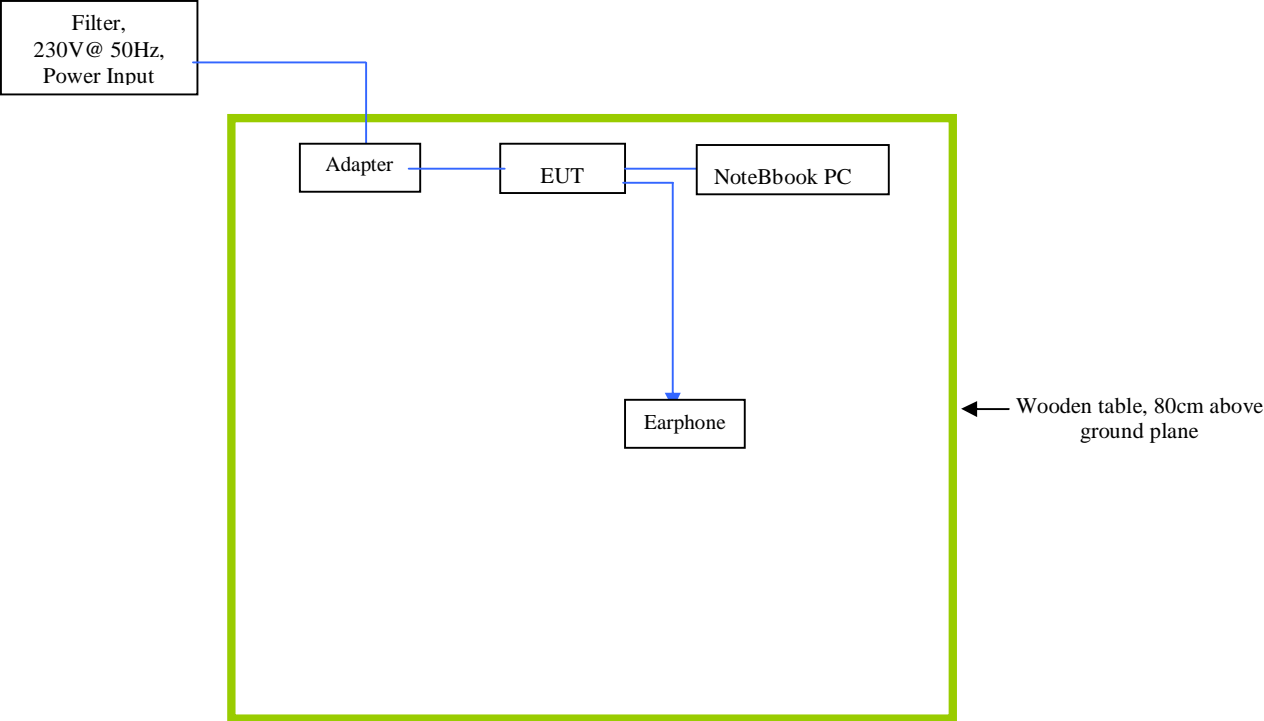 Filter,
230V@ 50Hz,
Power Input
Adapter
EUT
NoteBbook PC
Earphone
Wooden table, 80cm above
ground plane